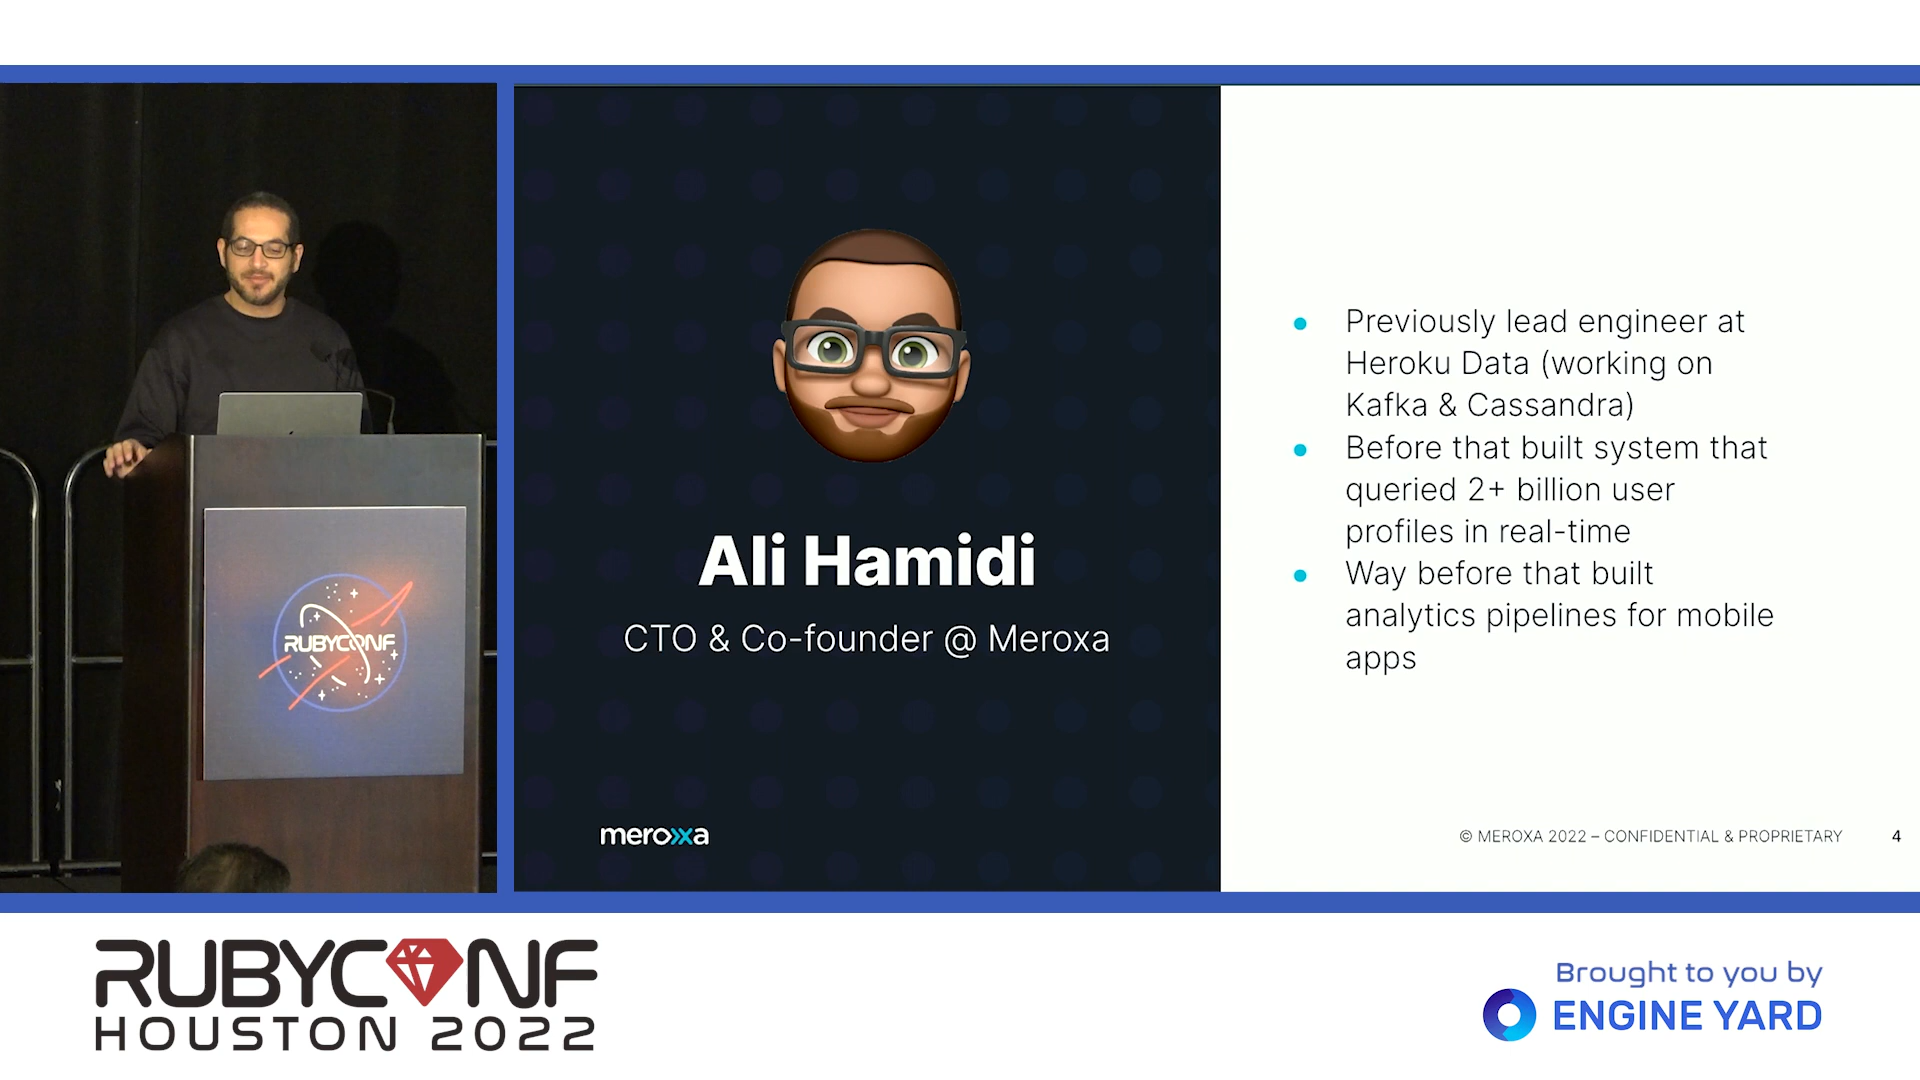 RUBYCONF
Ali Hamidi
CTO & Co-founder @ Meroxa
meroxa
Previously lead engineer at
Heroku Data (working on
Kafka & Cassandra)
Before that built system that
queried 2+ billion user
profiles in real-time
Way before that built
analytics pipelines for mobile
apps
© MEROXA 2022 – CONFIDENTIAL & PROPRIETARY 4
RUBYCONF
HOUSTON 2022
Brought to you by
ENGINE YARD